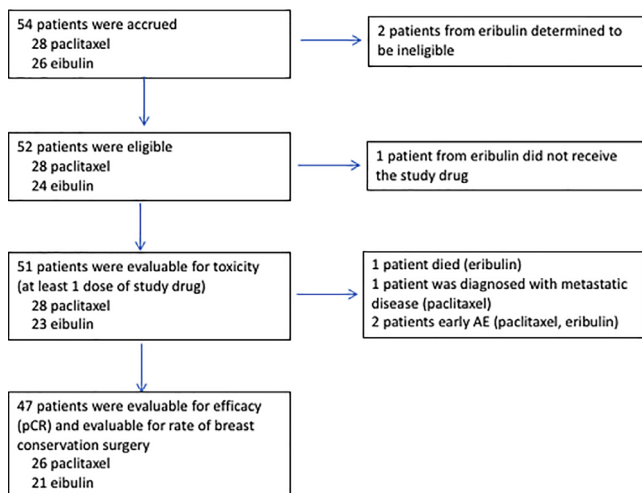 54 patients were accrued
28 paclitaxel
26 eibulin
2 patients from eribulin determined to
be ineligible
52 patients were eligible
28 paclitaxel
24 eibulin
1 patient from eribulin did not receive
the study drug
51 patients were evaluable for toxicity
(at least 1 dose of study drug)
28 paclitaxel
23 eibulin
1 patient died (eribulin)
1 patient was diagnosed with metastatic
disease (paclitaxel)
2 patients early AE (paclitaxel, eribulin)
47 patients were evaluable for efficacy
(pCR) and evaluable for rate of breast
conservation surgery
26 paclitaxel
21 eibulin